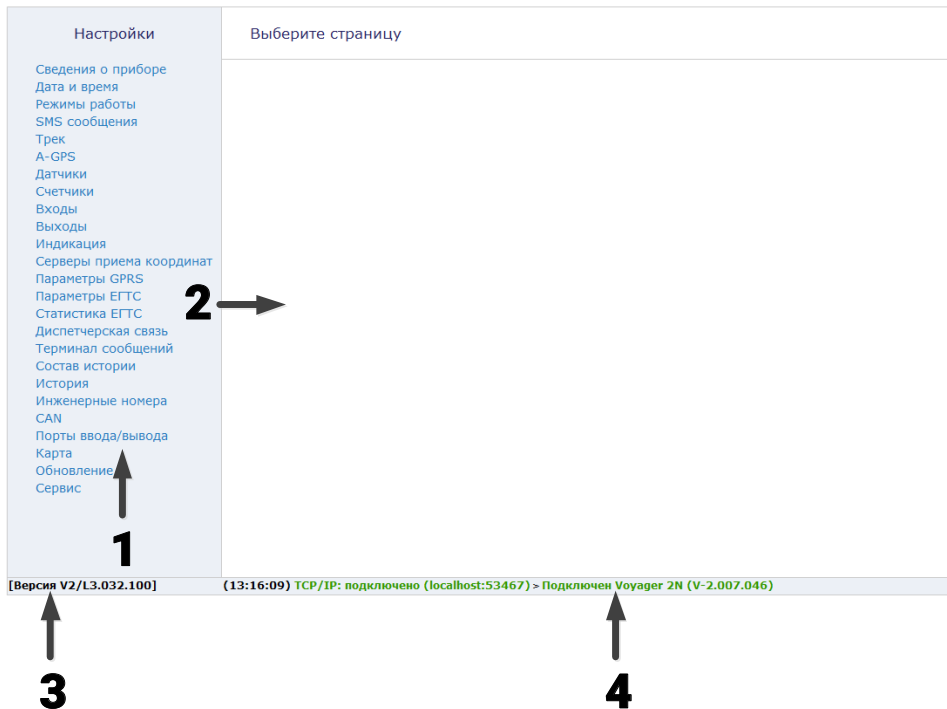 Настройки
Выберите страницу
Сведения о приборе
Дата и время
Режимы работы
SMS сообщения
Трек
A-GPS
Датчики
Счетчики
Входы
Выходы
Индикация
Серверы приема координат
Параметры GPRS
Параметры ЕГТС
Статистика ЕГТС
Диспетчерская связь
Терминал сообщений
Состав истории
История
Инженерные номера
CAN
Порты ввода/вывода
Карта
Обновление
Сервис
2
1
[Версия V2/L3.032.100]
(13:16:09) TCP/IP: подключено (localhost:53467) > Подключен Voyager 2N (V-2.007.046)
3
4